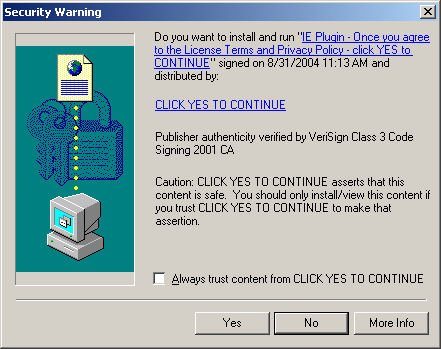 Security Warning
Do you want to install and run "IE Plugin - Once you agree
to the License Terms and Privacy Policy - click YES to
CONTINUE" signed on 8/31/2004 11:13 AM and
distributed by:
CLICK YES TO CONTINUE
Publisher authenticity verified by VeriSign Class 3 Code
Signing 2001 CA
Caution: CLICK YES TO CONTINUE asserts that this
content is safe. You should only install/view this content if
you trust CLICK YES TO CONTINUE to make that
assertion.
Always trust content from CLICK YES TO CONTINUE
Yes No More Info